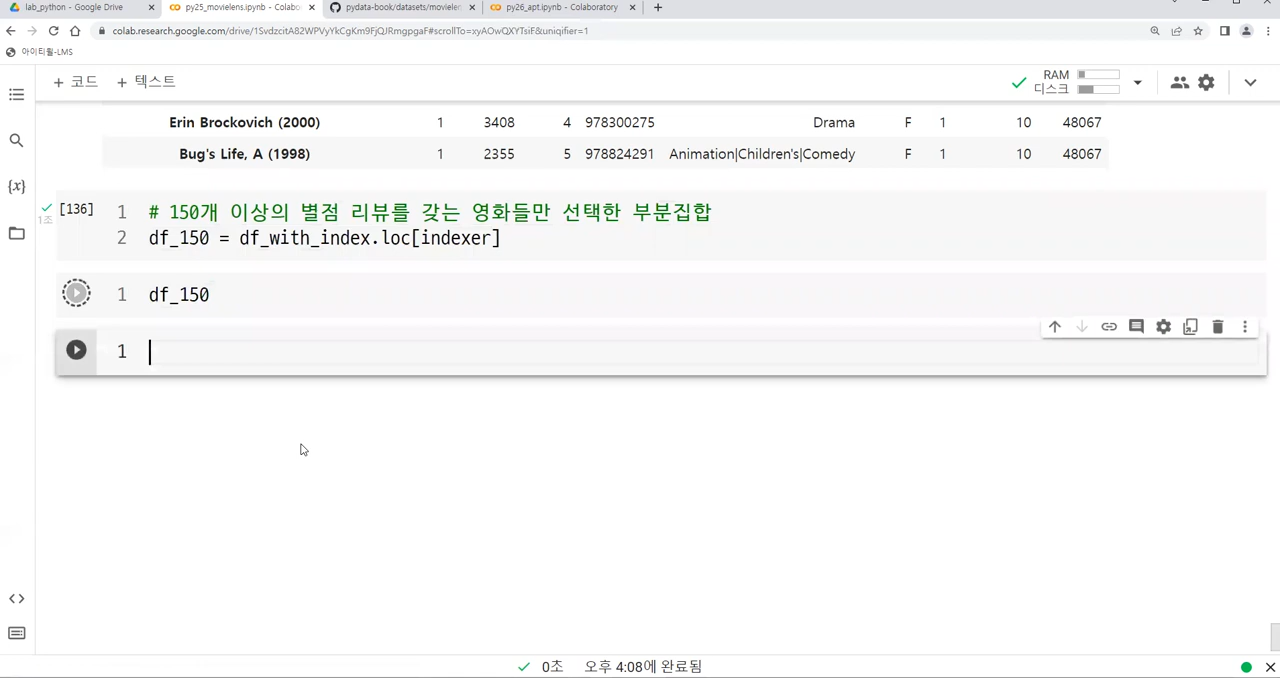 lab_python - Google Drive
py25_movielens.ipynb - Colabo
pydata-book/datasets/movielen
py26_apt.ipynb - Colaboratory
colab.research.google.com/drive/1SvdzcitA82WPVyYkCgKm9FjQJRmgpgaF#scrollTo=xyAOwQXYTsiF&uniqifier=1
아이티윌-LMS
+ 코드 + 텍스트
RAM
디스크
Erin Brockovich (2000) 1 3408 4 978300275 Drama F 1 10 48067
Bug's Life, A (1998) 1 2355 5 978824291 Animation|Children's|Comedy F 1 10 48067
{x}
1초
[136] 1 # 150개 이상의 별점 리뷰를 갖는 영화들만 선택한 부분집합
2 df_150 = df_with_index.loc[indexer]
1 df_150
1
0초 오후 4:08에 완료됨